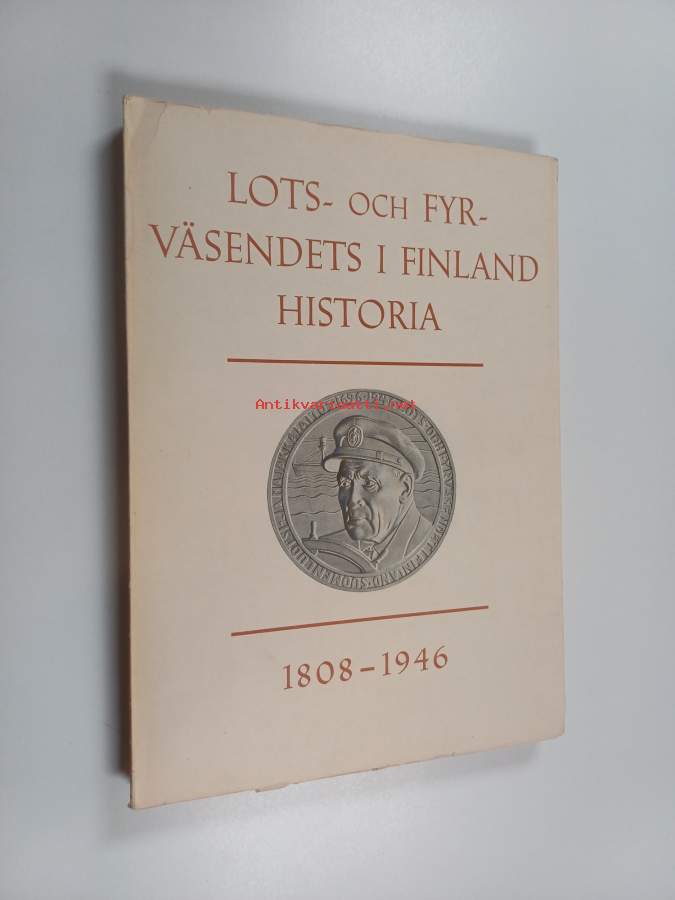 LOTS- OCH FYR-
VÄSENDETS I FINLAND
HISTORIA
Antikvariaatti.net
1808–1946